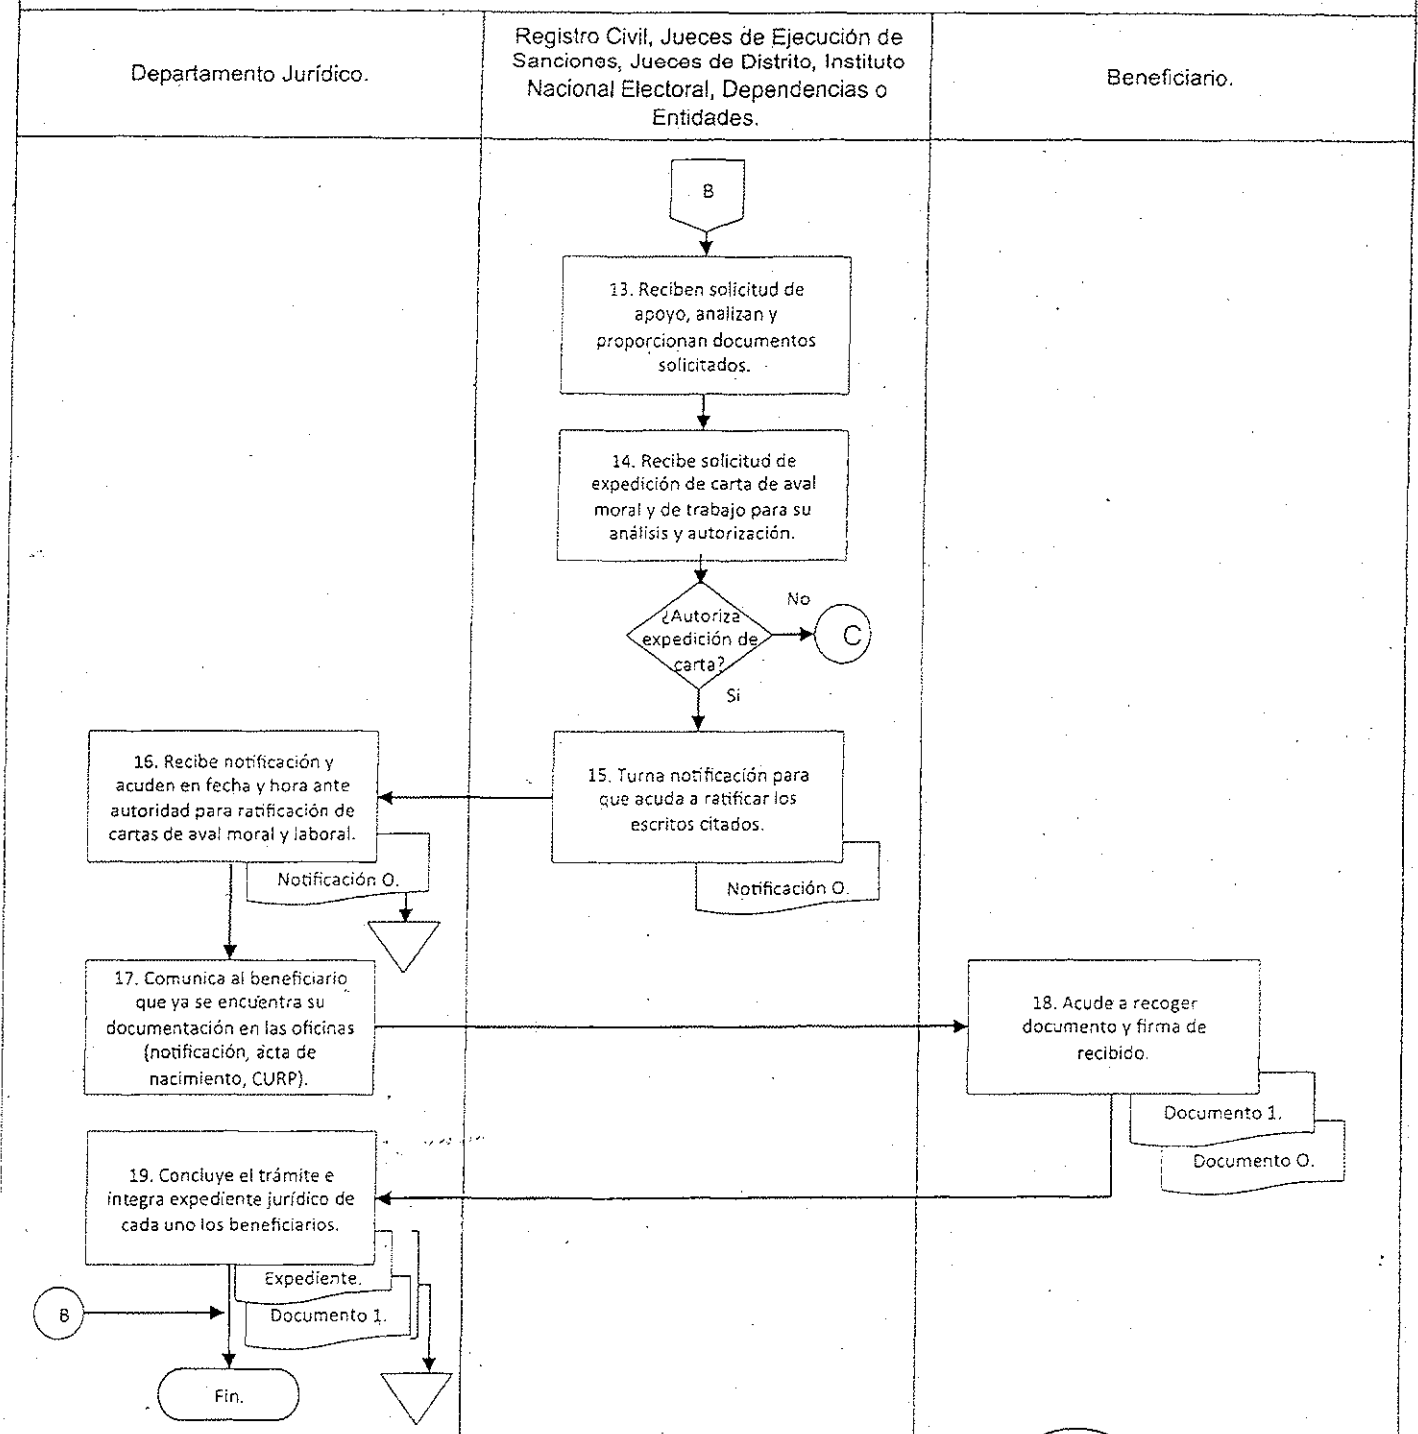 Departamento Jurídico.
Registro Civil, Jueces de Ejecución de
Sanciones, Jueces de Distrito, Instituto
Nacional Electoral, Dependencias o
Entidades.
Beneficiario.
B
13. Reciben solicitud de
apoyo, analizan y
proporcionan documentos
solicitados.
14. Recibe solicitud de
expedición de carta de aval
moral y de trabajo para su
análisis y autorización.
¿Autoriza
expedición de
carta?
No
C
Si
15. Turna notificación para
que acuda a ratificar los
escritos citados.
Notificación O.
16. Recibe notificación y
acuden en fecha y hora ante
autoridad para ratificación de
cartas de aval moral y laboral.
Notificación O.
17. Comunica al beneficiario
que ya se encuentra su
documentación en las oficinas
(notificación, acta de
nacimiento, CURP).
18. Acude a recoger
documento y firma de
recibido.
Documento 1.
Documento O.
19. Concluye el trámite e
integra expediente jurídico de
cada uno los beneficiarios.
Expediente.
Documento 1.
B
Fin.